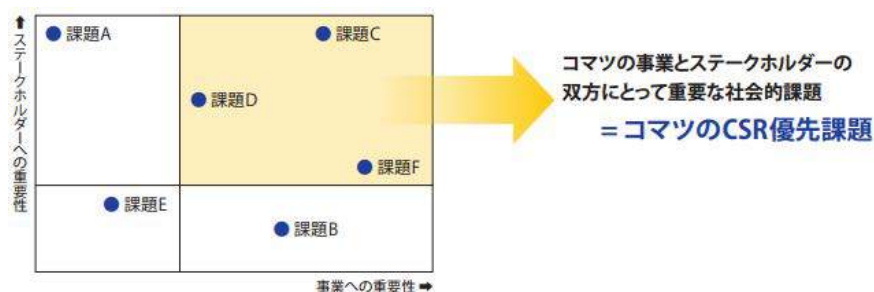 ⬆ステークホルダーへの重要性
課題A
課題C
課題D
課題F
課題E
課題B
事業への重要性➡
コマツの事業とステークホルダーの
双方にとって重要な社会的課題
=コマツのCSR優先課題